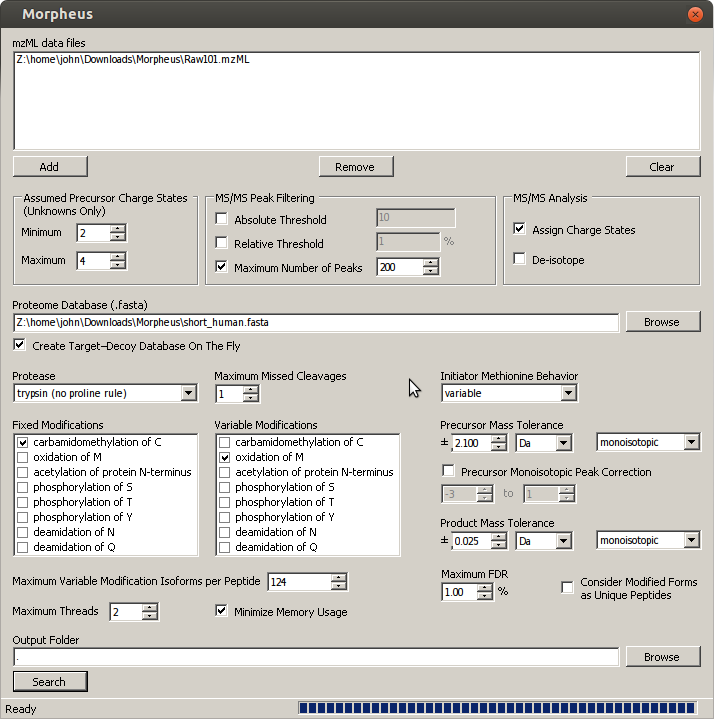 Morpheus
mzML data files
Z:\home\john\Downloads\Morpheus\Raw101.mzML
Add Remove Clear
Assumed Precursor Charge States
(Unknowns Only)
Minimum 2
Maximum 4
MS/MS Peak Filtering
Absolute Threshold 10
Relative Threshold 1 %
Maximum Number of Peaks 200
MS/MS Analysis
Assign Charge States
De-isotope
Proteome Database (.fasta)
Z:\home\john\Downloads\Morpheus\short_human.fasta Browse
Create Target–Decoy Database On The Fly
Protease
trypsin (no proline rule)
Maximum Missed Cleavages
1
Initiator Methionine Behavior
variable
Fixed Modifications
carbamidomethylation of C
oxidation of M
acetylation of protein N-terminus
phosphorylation of S
phosphorylation of T
phosphorylation of Y
deamidation of N
deamidation of Q
Variable Modifications
carbamidomethylation of C
oxidation of M
acetylation of protein N-terminus
phosphorylation of S
phosphorylation of T
phosphorylation of Y
deamidation of N
deamidation of Q
Precursor Mass Tolerance
± 2.100 Da monoisotopic
Precursor Monoisotopic Peak Correction
-3 to 1
Product Mass Tolerance
± 0.025 Da monoisotopic
Maximum Variable Modification Isoforms per Peptide 124
Maximum FDR
1.00 %
Consider Modified Forms
as Unique Peptides
Maximum Threads 2 Minimize Memory Usage
Output Folder
. Browse
Search
Ready